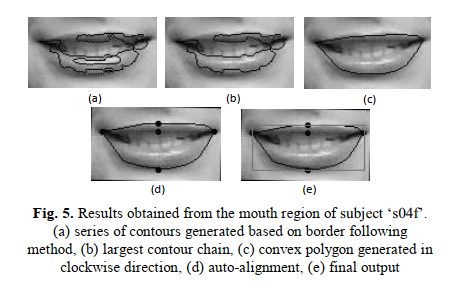 (a)
(b)
(c)
(d)
(e)
Fig. 5. Results obtained from the mouth region of subject ‘s04f’.
(a) series of contours generated based on border following
method, (b) largest contour chain, (c) convex polygon generated in
clockwise direction, (d) auto-alignment, (e) final output